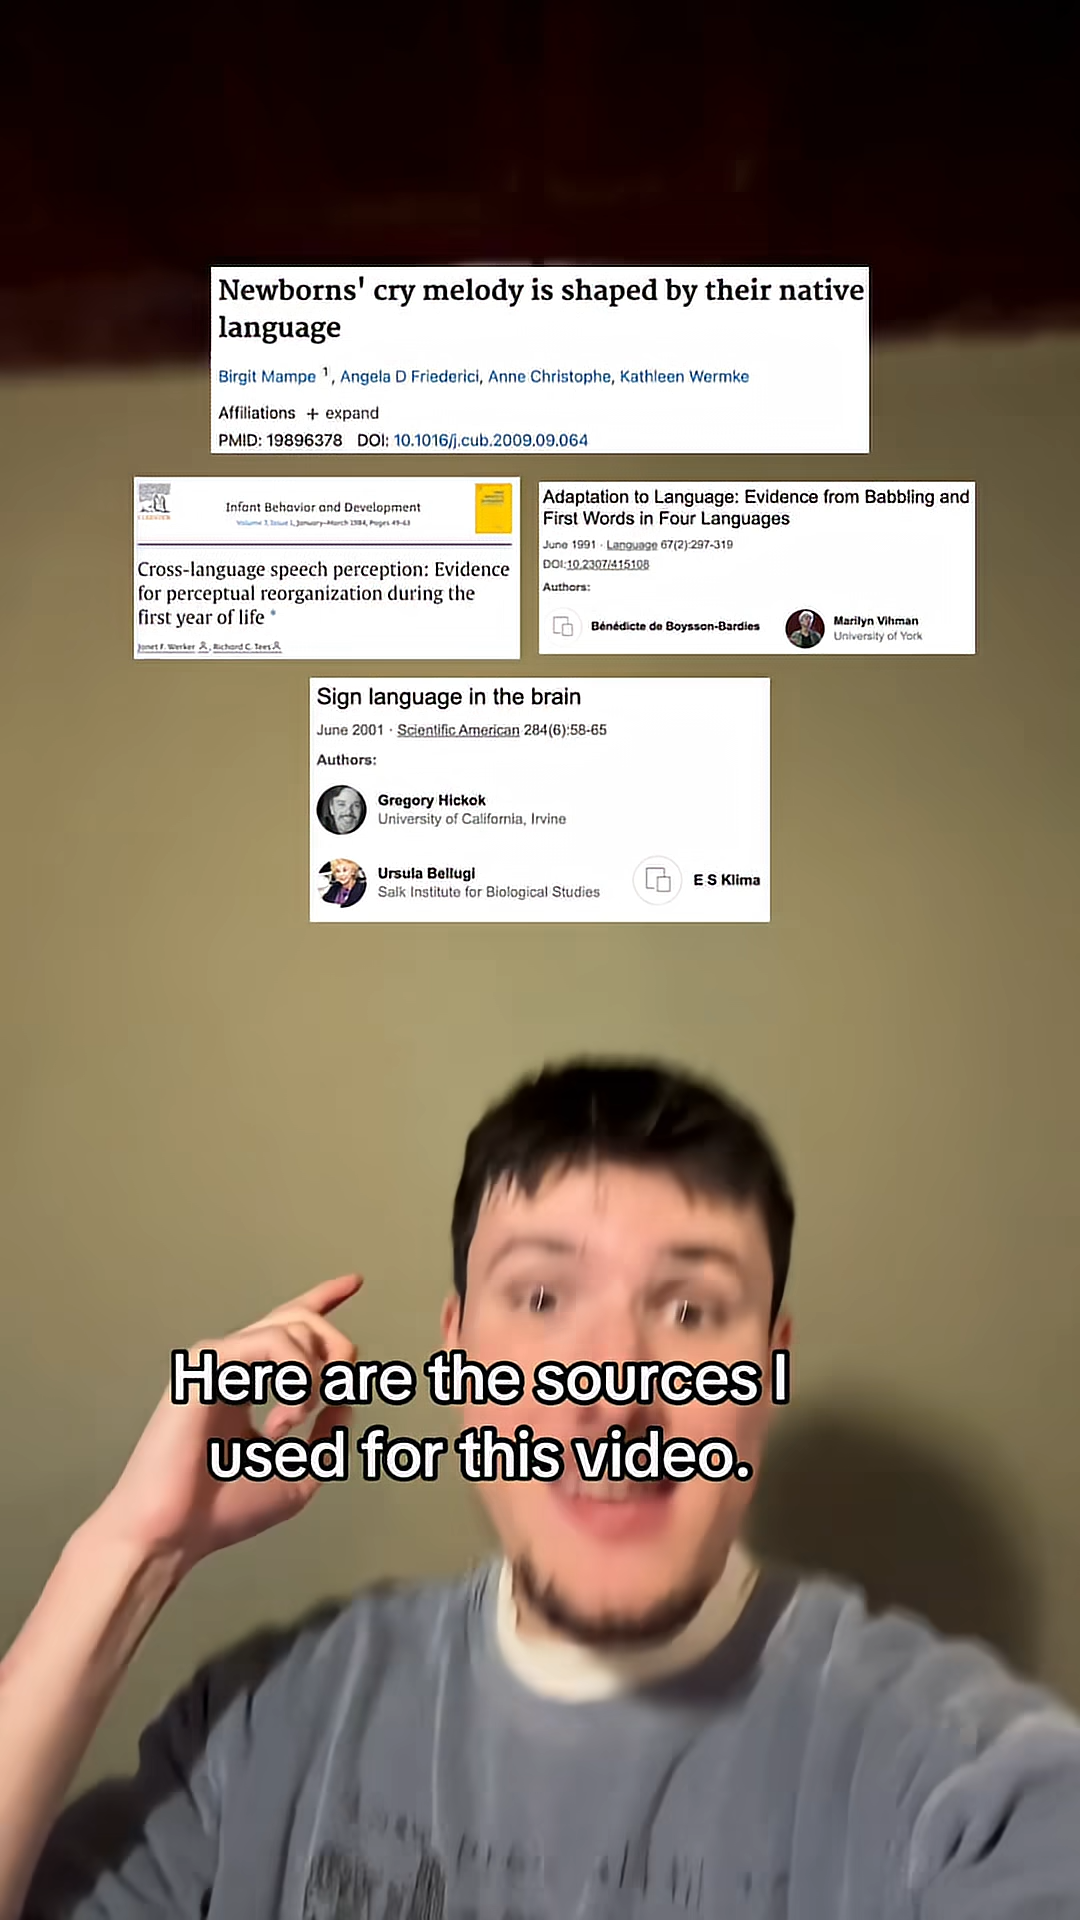 Newborns' cry melody is shaped by their native
language
Birgit Mampe 1, Angela D Friederici, Anne Christophe, Kathleen Wermke
Affiliations + expand
PMID: 19896378 DOI: 10.1016/j.cub.2009.09.064
ELSEVIER
Infant Behavior and Development
Volume 7, Issue 1, January–March 1984, Pages 49-63
Cross-language speech perception: Evidence
for perceptual reorganization during the
first year of life *
Janet F. Werker, Richard C. Tees
Adaptation to Language: Evidence from Babbling and
First Words in Four Languages
June 1991 · Language 67(2):297-319
DOI:10.2307/415108
Authors:
Bénédicte de Boysson-Bardies
Marilyn Vihman
University of York
Sign language in the brain
June 2001 · Scientific American 284(6):58-65
Authors:
Gregory Hickok
University of California, Irvine
Ursula Bellugi
Salk Institute for Biological Studies
E S Klima
Here are the sources I
used for this video.